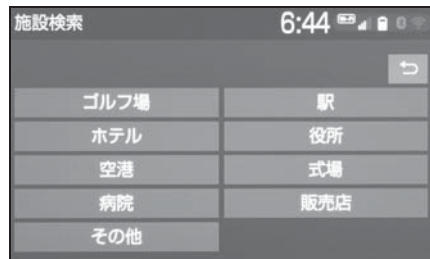 施設検索 6:44
ゴルフ場 駅
ホテル 役所
空港 式場
病院 販売店
その他